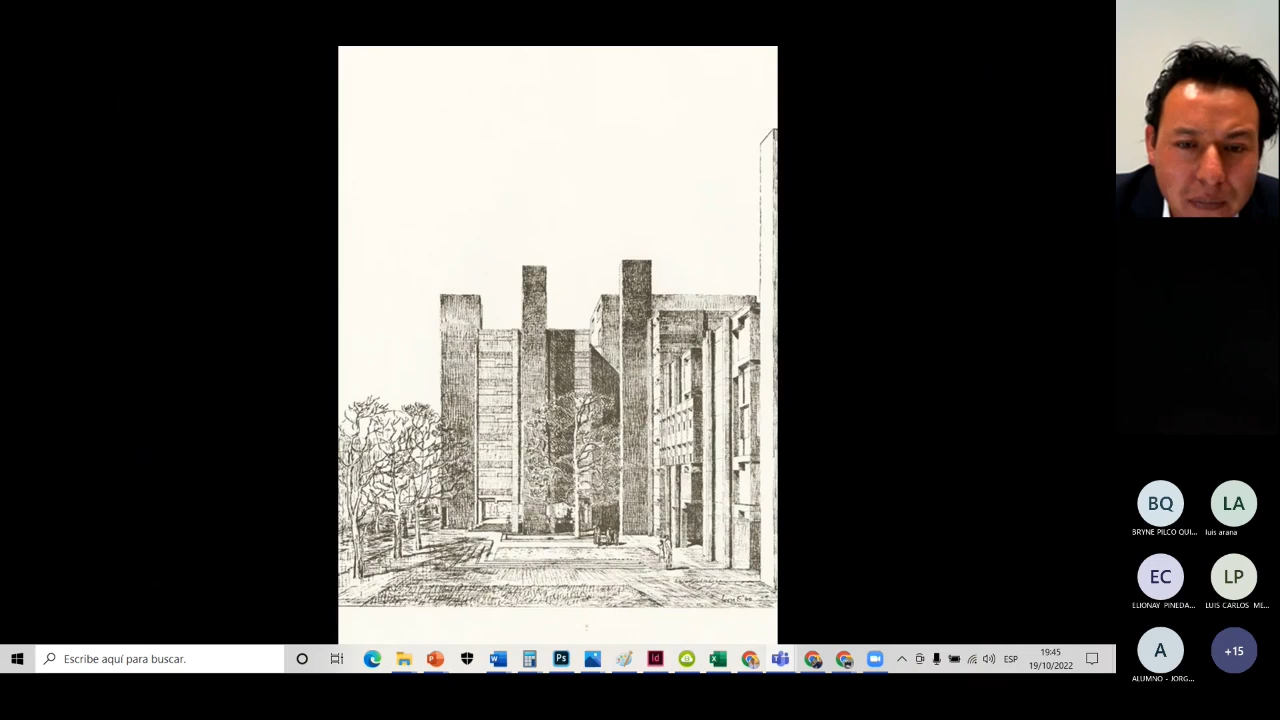 BQ
LA
BRYNE PILCO QUI...
luis arana
EC
LP
ELIONAY PINEDA...
LUIS CARLOS ME...
A
+15
ALUMNO - JORG...
Escribe aquí para buscar.
ESP
19:45
19/10/2022